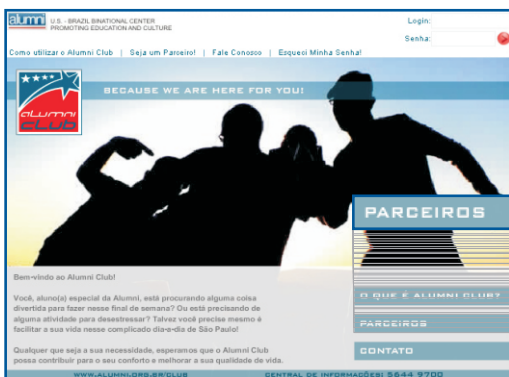 alumni U.S. - BRAZIL BINATIONAL CENTER
PROMOTING EDUCATION AND CULTURE
Login:
Senha:
Como utilizar o Alumni Club | Seja um Parceiro! | Fale Conosco | Esqueci Minha Senha!
BECAUSE WE ARE HERE FOR YOU!
alumni
club
PARCEIROS
Bem-vindo ao Alumni Club!
Você, aluno(a) especial da Alumni, está procurando alguma coisa
divertida para fazer nesse final de semana? Ou está precisando de
alguma atividade para desestressar? Talvez você precise mesmo é
facilitar a sua vida nesse complicado dia-a-dia de São Paulo!
Qualquer que seja a sua necessidade, esperamos que o Alumni Club
possa contribuir para o seu conforto e melhorar a sua qualidade de vida.
O QUE É ALUMNI CLUB?
PARCEIROS
CONTATO
WWW.ALUMNI.ORG.BR/CLUB
CENTRAL DE INFORMAÇÕES| 5644 9700